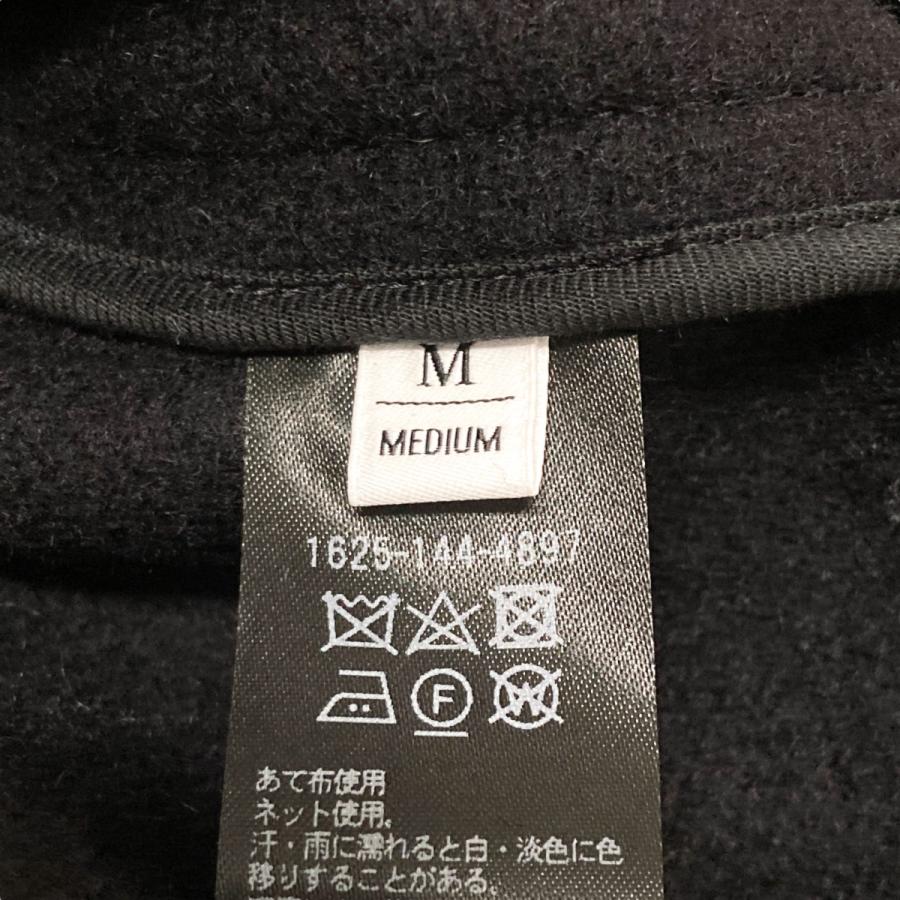 M
MEDIUM
1625-144-4897
F
W
あて布使用
ネット使用。
汗・雨に濡れると白・淡色に色
移りすることがある。